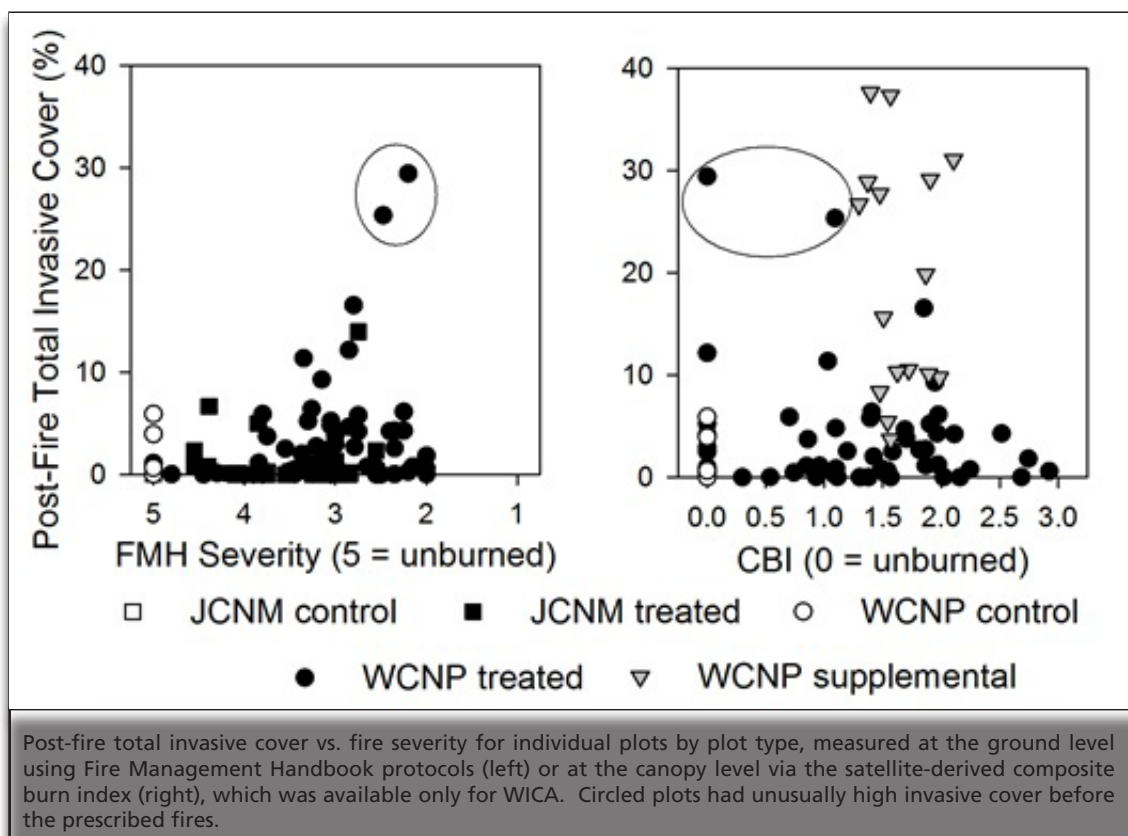 Post-Fire Total Invasive Cover (%)
40
30
20
10
0
5 4 3 2 1
FMH Severity (5 = unburned)
40
30
20
10
0
0.0 0.5 1.0 1.5 2.0 2.5 3.0
CBI (0 = unburned)
JCNM control JCNM treated WCNP control
WCNP treated WCNP supplemental
Post-fire total invasive cover vs. fire severity for individual plots by plot type, measured at the ground level
using Fire Management Handbook protocols (left) or at the canopy level via the satellite-derived composite
burn index (right), which was available only for WICA. Circled plots had unusually high invasive cover before
the prescribed fires.